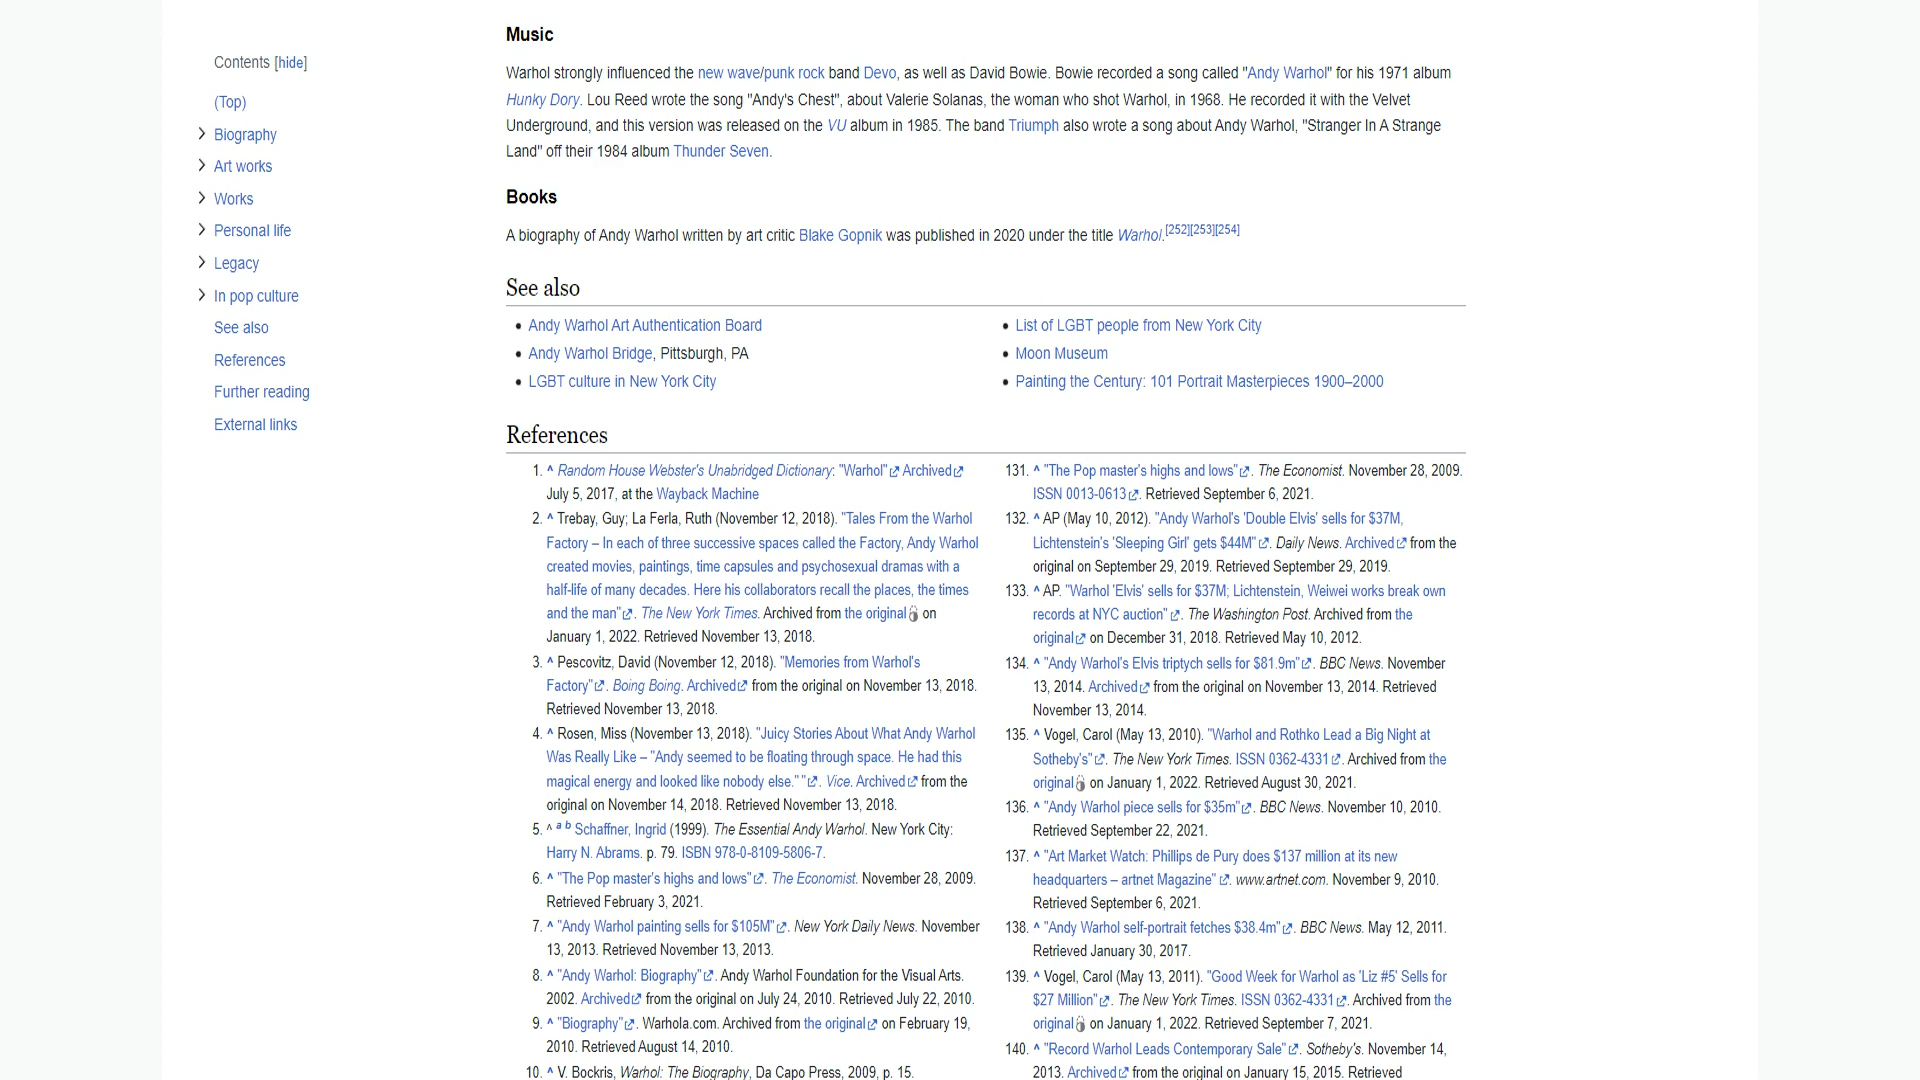 Contents [hide]
(Top)
Biography
Art works
Works
Personal life
Legacy
In pop culture
See also
References
Further reading
External links
Music
Warhol strongly influenced the new wave/punk rock band Devo, as well as David Bowie. Bowie recorded a song called "Andy Warhol" for his 1971 album
Hunky Dory. Lou Reed wrote the song "Andy's Chest", about Valerie Solanas, the woman who shot Warhol, in 1968. He recorded it with the Velvet
Underground, and this version was released on the VU album in 1985. The band Triumph also wrote a song about Andy Warhol, "Stranger In A Strange
Land" off their 1984 album Thunder Seven.
Books
A biography of Andy Warhol written by art critic Blake Gopnik was published in 2020 under the title Warhol.[252][253][254]
See also
• Andy Warhol Art Authentication Board
• Andy Warhol Bridge, Pittsburgh, PA
• LGBT culture in New York City
• List of LGBT people from New York City
• Moon Museum
• Painting the Century: 101 Portrait Masterpieces 1900–2000
References
1. ^ Random House Webster's Unabridged Dictionary: "Warhol" Archived
July 5, 2017, at the Wayback Machine
2. ^ Trebay, Guy; La Ferla, Ruth (November 12, 2018). "Tales From the Warhol
Factory – In each of three successive spaces called the Factory, Andy Warhol
created movies, paintings, time capsules and psychosexual dramas with a
half-life of many decades. Here his collaborators recall the places, the times
and the man". The New York Times. Archived from the original on
January 1, 2022. Retrieved November 13, 2018.
3. ^ Pescovitz, David (November 12, 2018). "Memories from Warhol's
Factory". Boing Boing. Archived from the original on November 13, 2018.
Retrieved November 13, 2018.
4. ^ Rosen, Miss (November 13, 2018). "Juicy Stories About What Andy Warhol
Was Really Like – "Andy seemed to be floating through space. He had this
magical energy and looked like nobody else." ". Vice. Archived from the
original on November 14, 2018. Retrieved November 13, 2018.
5. ^ a b Schaffner, Ingrid (1999). The Essential Andy Warhol. New York City:
Harry N. Abrams. p. 79. ISBN 978-0-8109-5806-7.
6. ^ "The Pop master's highs and lows". The Economist. November 28, 2009.
Retrieved February 3, 2021.
7. ^ "Andy Warhol painting sells for $105M". New York Daily News. November
13, 2013. Retrieved November 13, 2013.
8. ^ "Andy Warhol: Biography". Andy Warhol Foundation for the Visual Arts.
2002. Archived from the original on July 24, 2010. Retrieved July 22, 2010.
9. ^ "Biography". Warhola.com. Archived from the original on February 19,
2010. Retrieved August 14, 2010.
10. ^ V. Bockris, Warhol: The Biography, Da Capo Press, 2009, p. 15.
131. ^ "The Pop master's highs and lows". The Economist. November 28, 2009.
ISSN 0013-0613. Retrieved September 6, 2021.
132. ^ AP (May 10, 2012). "Andy Warhol's 'Double Elvis' sells for $37M,
Lichtenstein's 'Sleeping Girl' gets $44M". Daily News. Archived from the
original on September 29, 2019. Retrieved September 29, 2019.
133. ^ AP. "Warhol 'Elvis' sells for $37M; Lichtenstein, Weiwei works break own
records at NYC auction". The Washington Post. Archived from the
original on December 31, 2018. Retrieved May 10, 2012.
134. ^ "Andy Warhol's Elvis triptych sells for $81.9m". BBC News. November
13, 2014. Archived from the original on November 13, 2014. Retrieved
November 13, 2014.
135. ^ Vogel, Carol (May 13, 2010). "Warhol and Rothko Lead a Big Night at
Sotheby's". The New York Times. ISSN 0362-4331. Archived from the
original on January 1, 2022. Retrieved August 30, 2021.
136. ^ "Andy Warhol piece sells for $35m". BBC News. November 10, 2010.
Retrieved September 22, 2021.
137. ^ "Art Market Watch: Phillips de Pury does $137 million at its new
headquarters – artnet Magazine". www.artnet.com. November 9, 2010.
Retrieved September 6, 2021.
138. ^ "Andy Warhol self-portrait fetches $38.4m". BBC News. May 12, 2011.
Retrieved January 30, 2017.
139. ^ Vogel, Carol (May 13, 2011). "Good Week for Warhol as 'Liz #5' Sells for
$27 Million". The New York Times. ISSN 0362-4331. Archived from the
original on January 1, 2022. Retrieved September 7, 2021.
140. ^ "Record Warhol Leads Contemporary Sale". Sotheby's. November 14,
2013. Archived from the original on January 15, 2015. Retrieved